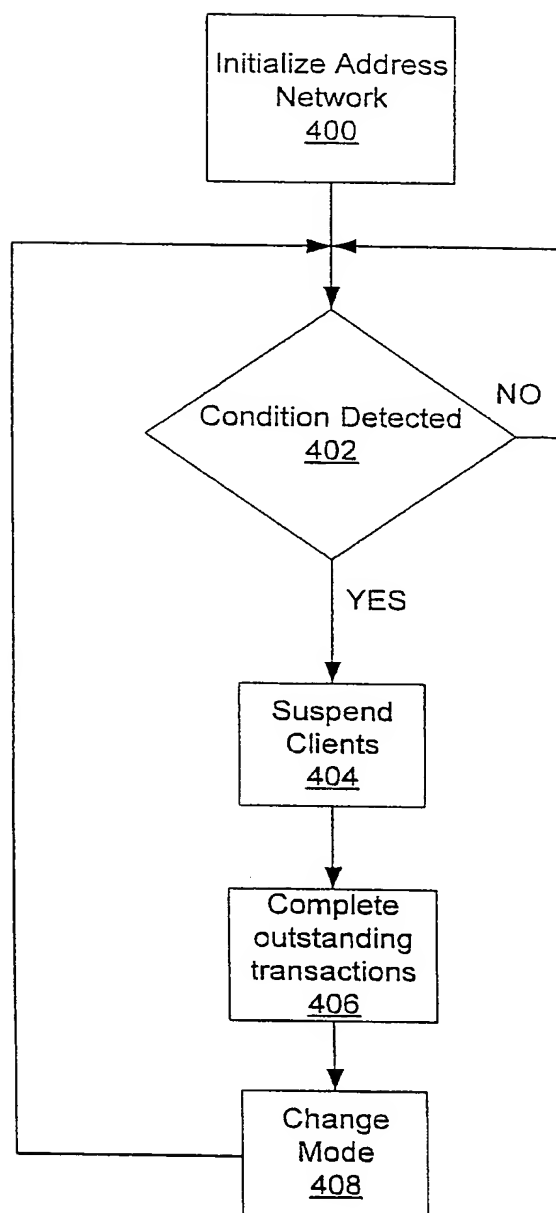 Initialize Address
Network
400
Condition Detected
402
NO
YES
Suspend
Clients
404
Complete
outstanding
transactions
406
Change
Mode
408